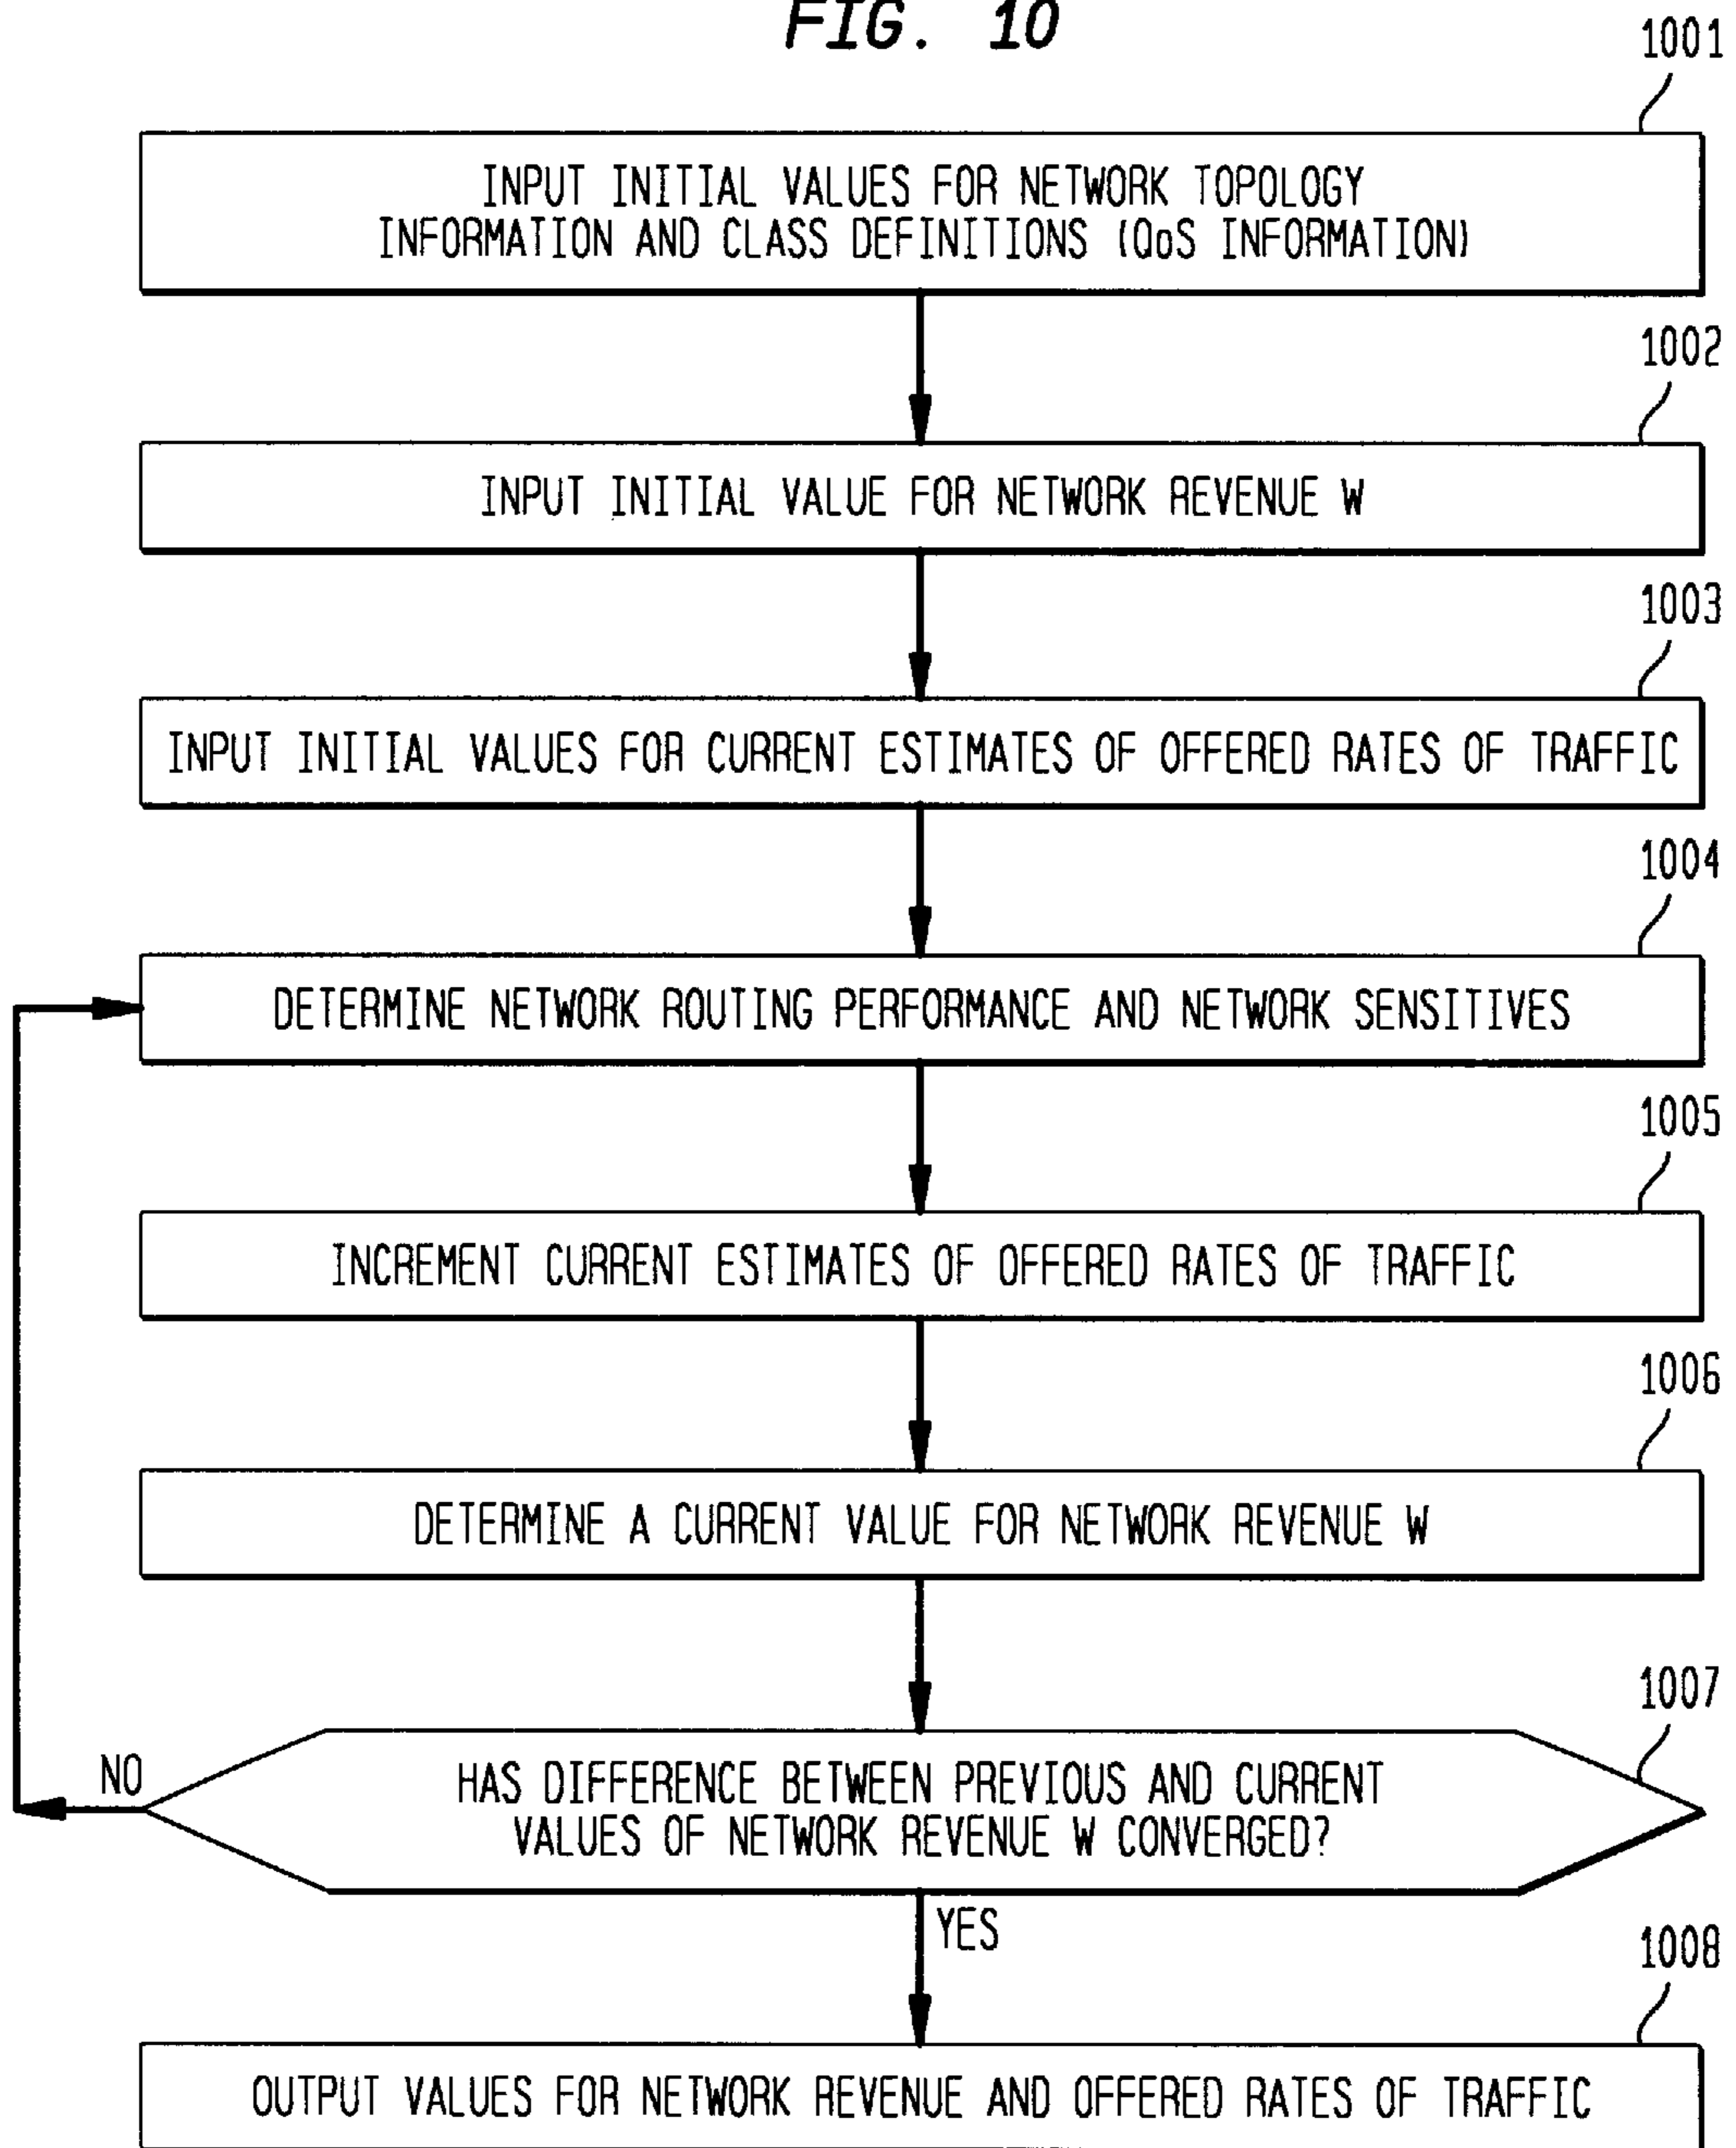 FIG. 10
1001
INPUT INITIAL VALUES FOR NETWORK TOPOLOGY
INFORMATION AND CLASS DEFINITIONS (QoS INFORMATION)
1002
INPUT INITIAL VALUE FOR NETWORK REVENUE W
1003
INPUT INITIAL VALUES FOR CURRENT ESTIMATES OF OFFERED RATES OF TRAFFIC
1004
DETERMINE NETWORK ROUTING PERFORMANCE AND NETWORK SENSITIVES
1005
INCREMENT CURRENT ESTIMATES OF OFFERED RATES OF TRAFFIC
1006
DETERMINE A CURRENT VALUE FOR NETWORK REVENUE W
1007
NO
HAS DIFFERENCE BETWEEN PREVIOUS AND CURRENT
VALUES OF NETWORK REVENUE W CONVERGED?
YES
1008
OUTPUT VALUES FOR NETWORK REVENUE AND OFFERED RATES OF TRAFFIC